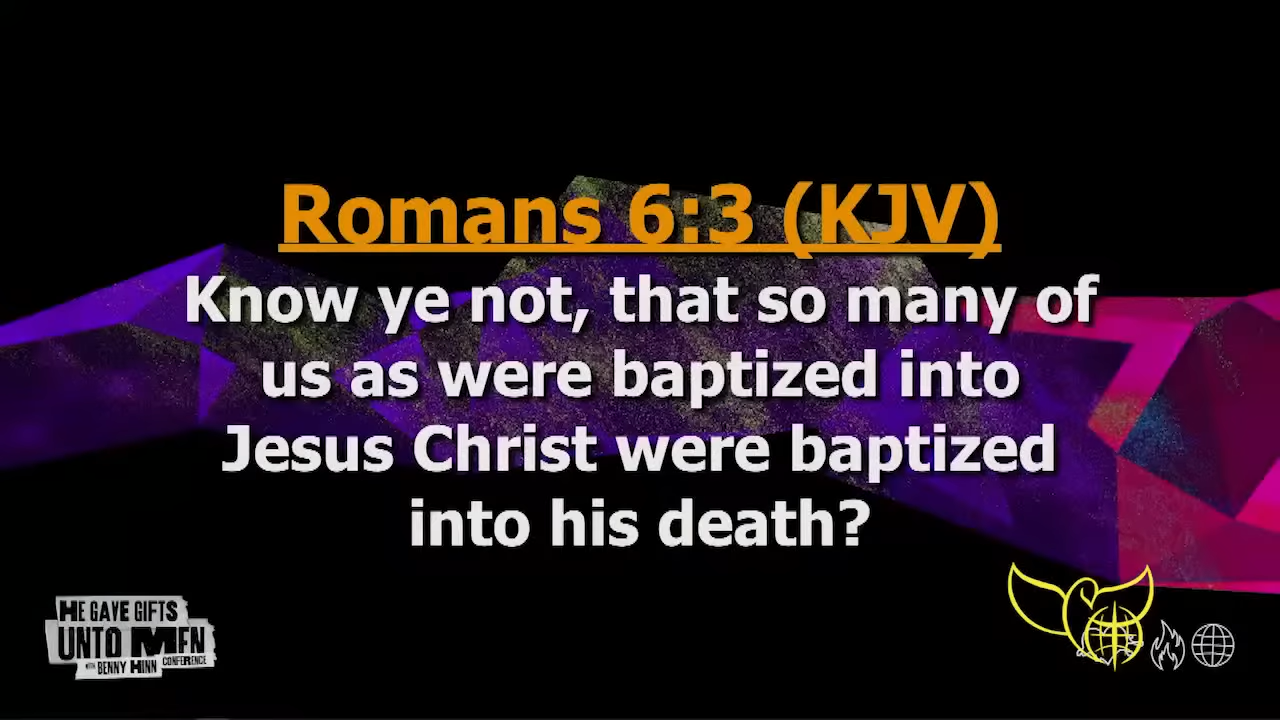 Romans 6:3 (KJV)
Know ye not, that so many of
us as were baptized into
Jesus Christ were baptized
into his death?
HE GAVE GIFTS
UNTO MEN
WITH BENNY HINN CONFERENCE